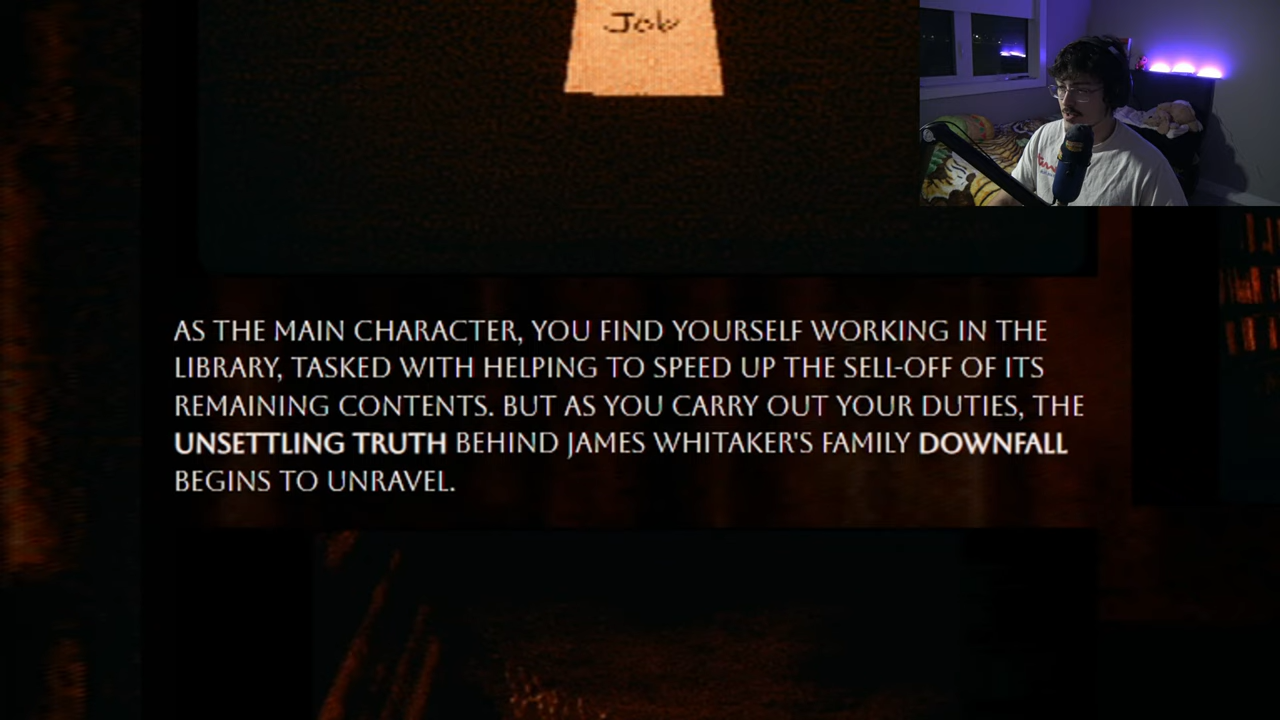 Job
AS THE MAIN CHARACTER, YOU FIND YOURSELF WORKING IN THE
LIBRARY, TASKED WITH HELPING TO SPEED UP THE SELL-OFF OF ITS
REMAINING CONTENTS. BUT AS YOU CARRY OUT YOUR DUTIES, THE
UNSETTLING TRUTH BEHIND JAMES WHITAKER'S FAMILY DOWNFALL
BEGINS TO UNRAVEL.